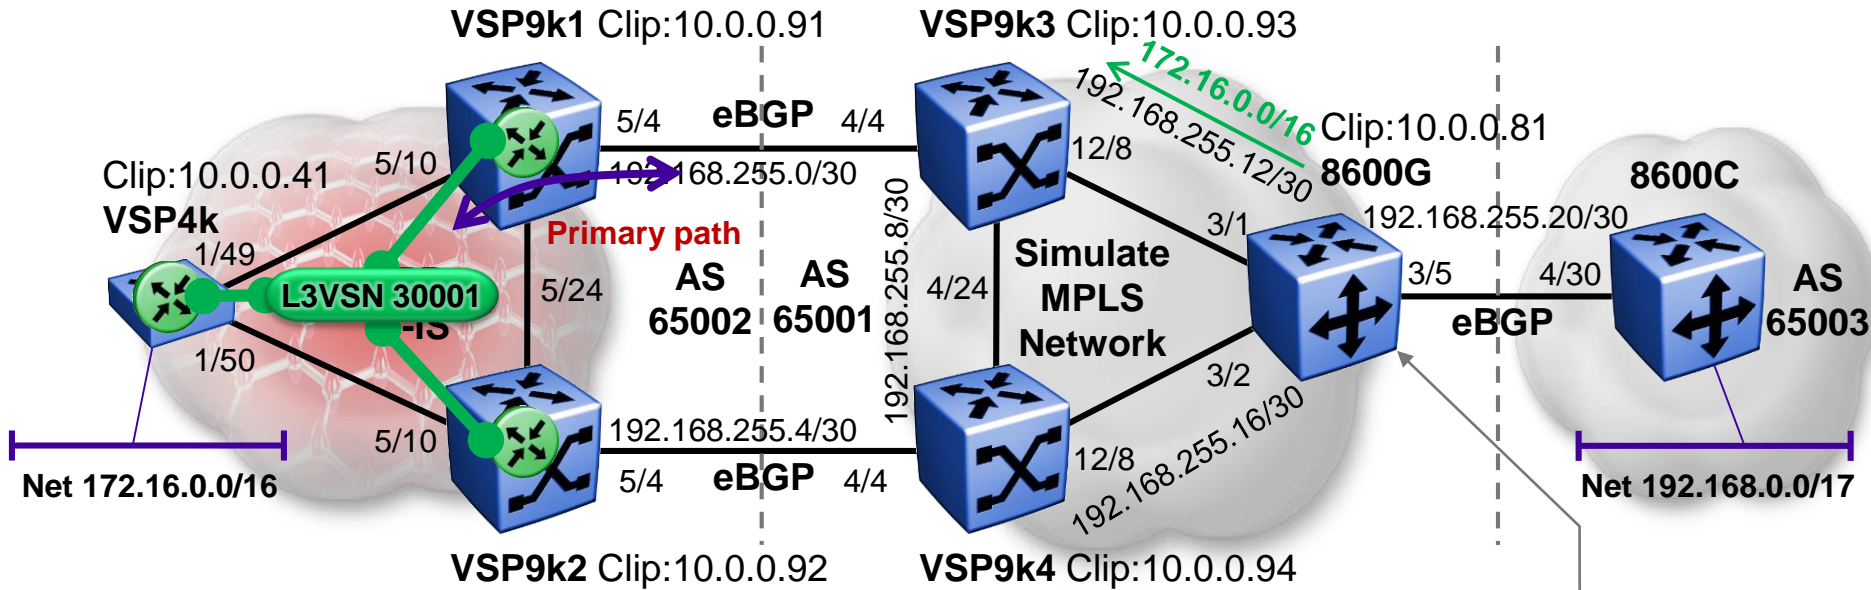 VSP9k1 Clip:10.0.0.91
VSP9k3 Clip:10.0.0.93
172.16.0.0/16
192.168.255.12/30
5/4
eBGP
4/4
192.168.255.0/30
12/8
Clip:10.0.0.81
8600G
8600C
Clip:10.0.0.41
VSP4k
5/10
Primary path
192.168.255.8/30
3/1
192.168.255.20/30
1/49
L3VSN 30001
-IS
5/24
AS
65002
AS
65001
4/24
Simulate
MPLS
Network
3/5
4/30
eBGP
AS
65003
1/50
3/2
5/10
192.168.255.4/30
5/4
eBGP
4/4
12/8
192.168.255.16/30
Net 172.16.0.0/16
Net 192.168.0.0/17
VSP9k2 Clip:10.0.0.92
VSP9k4 Clip:10.0.0.94